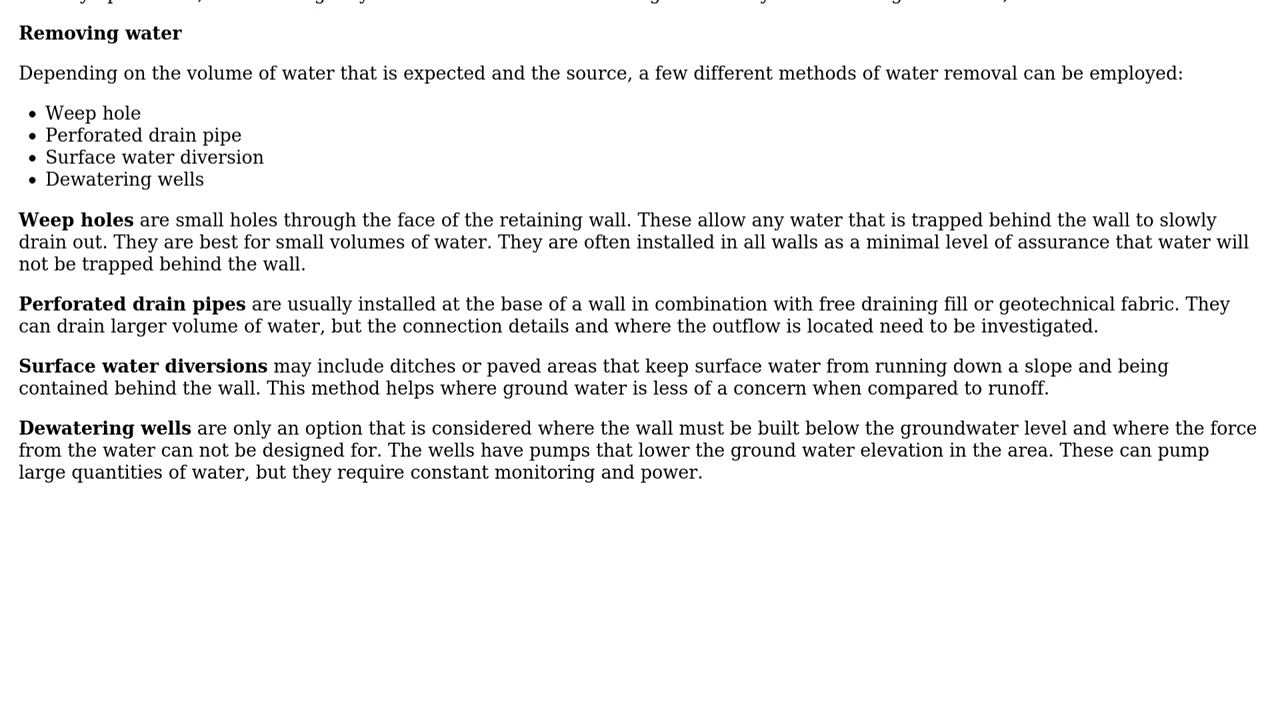 Removing water
Depending on the volume of water that is expected and the source, a few different methods of water removal can be employed:
• Weep hole
• Perforated drain pipe
• Surface water diversion
• Dewatering wells
Weep holes are small holes through the face of the retaining wall. These allow any water that is trapped behind the wall to slowly
drain out. They are best for small volumes of water. They are often installed in all walls as a minimal level of assurance that water will
not be trapped behind the wall.
Perforated drain pipes are usually installed at the base of a wall in combination with free draining fill or geotechnical fabric. They
can drain larger volume of water, but the connection details and where the outflow is located need to be investigated.
Surface water diversions may include ditches or paved areas that keep surface water from running down a slope and being
contained behind the wall. This method helps where ground water is less of a concern when compared to runoff.
Dewatering wells are only an option that is considered where the wall must be built below the groundwater level and where the force
from the water can not be designed for. The wells have pumps that lower the ground water elevation in the area. These can pump
large quantities of water, but they require constant monitoring and power.